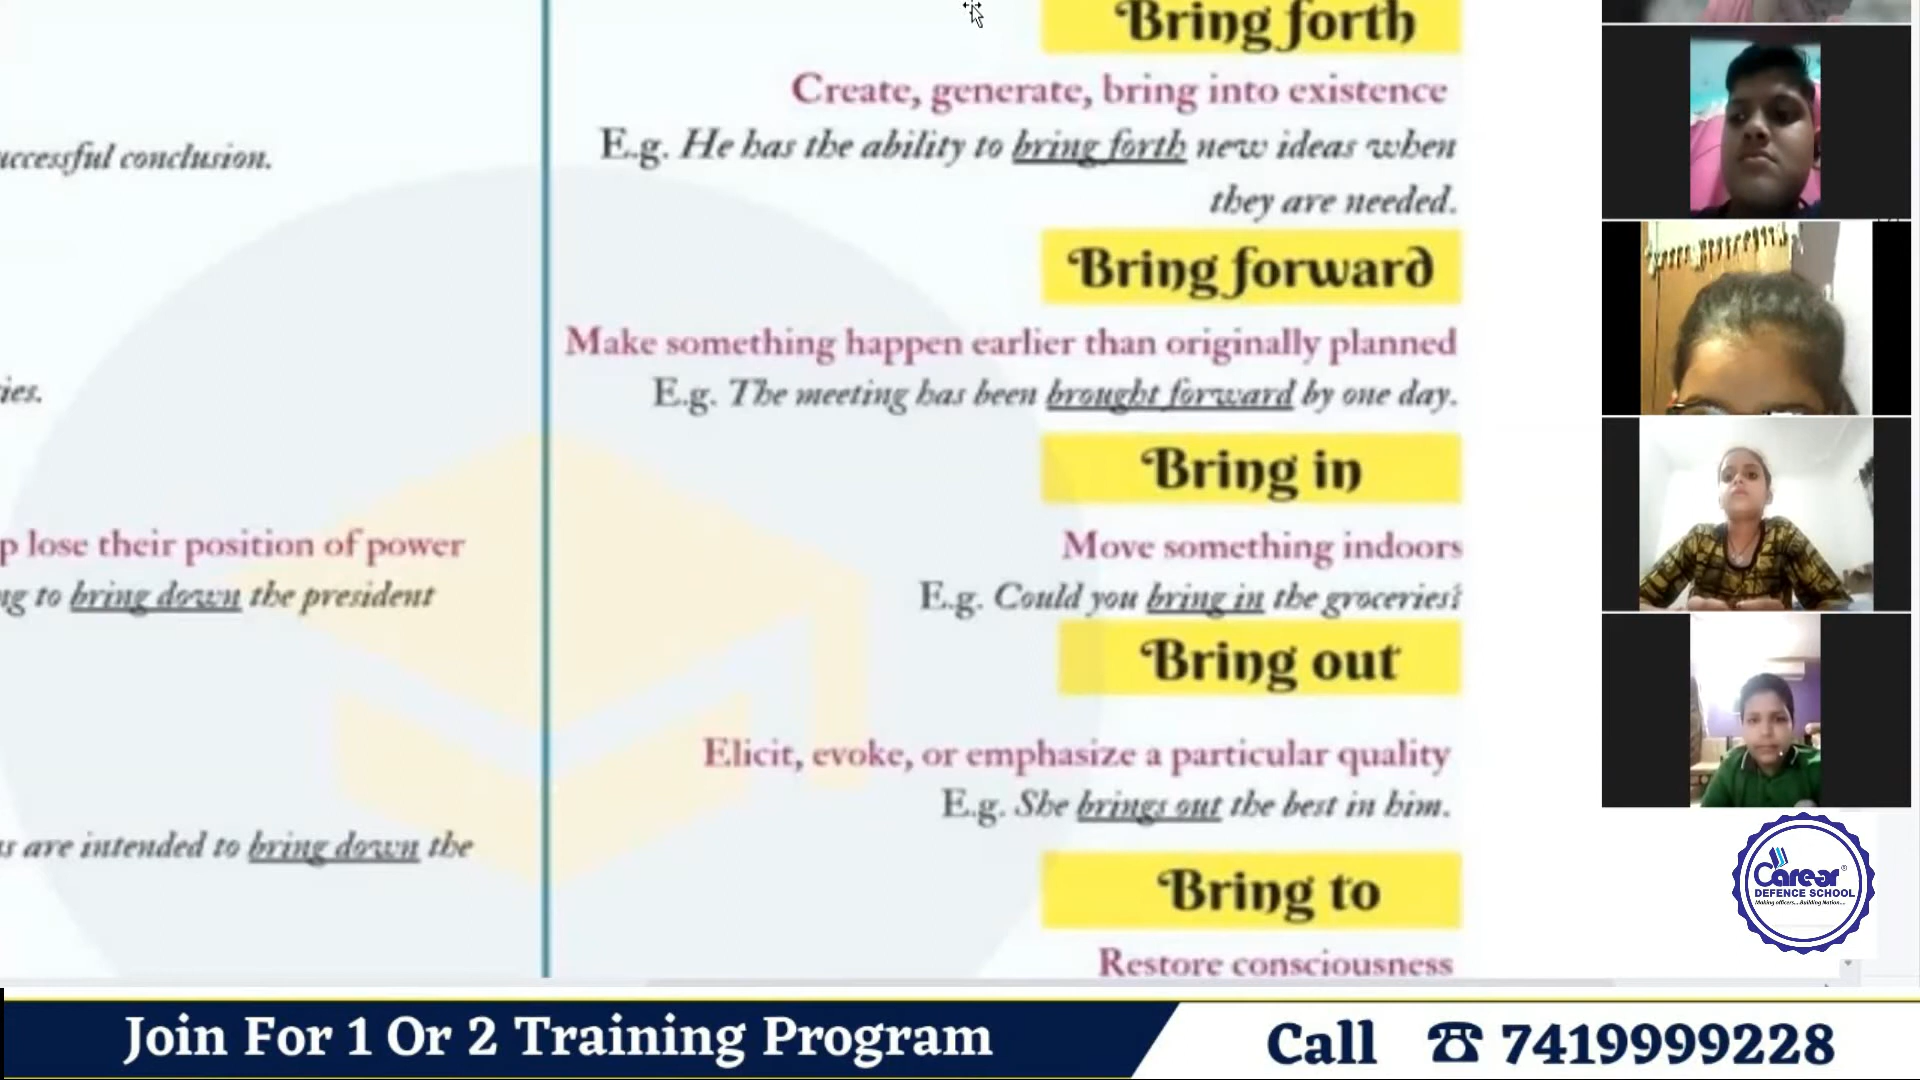 uccessful conclusion.
ies.
p lose their position of power
ng to bring down the president
s are intended to bring down the
Bring forth
Create, generate, bring into existence
E.g. He has the ability to bring forth new ideas when
they are needed.
Bring forward
Make something happen earlier than originally planned
E.g. The meeting has been brought forward by one day.
Bring in
Move something indoors
E.g. Could you bring in the groceries?
Bring out
Elicit, evoke, or emphasize a particular quality
E.g. She brings out the best in him.
Bring to
Restore consciousness
Career
DEFENCE SCHOOL
Making officers...Building Nation...
Join For 1 Or 2 Training Program
Call ☎ 7419999228